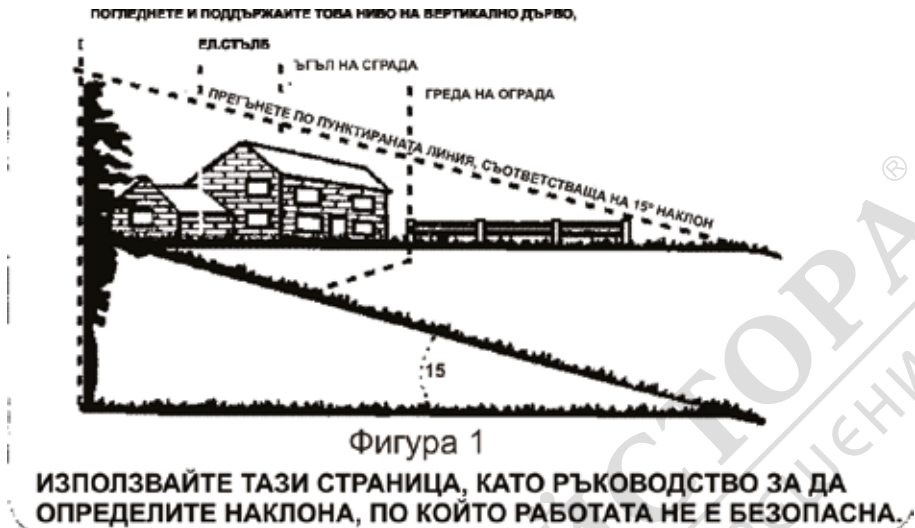 ПОГЛЕДНЕТЕ И ПОДДЪРЖАЙТЕ ТОВА НИВО НА ВЕРТИКАЛНО ДЪРВО,
ЕЛ.СТЪЛБ
ЪГЪЛ НА СГРАДА
ГРЕДА НА ОГРАДА
ПРЕГЪНЕТЕ ПО ПУНКТИРАНАТА ЛИНИЯ, СЪОТВЕТСТВАЩА НА 15° НАКЛОН
®
15
Фигура 1
ИЗПОЛЗВАЙТЕ ТАЗИ СТРАНИЦА, КАТО РЪКОВОДСТВО ЗА ДА
ОПРЕДЕЛИТЕ НАКЛОНА, ПО КОЙТО РАБОТАТА НЕ Е БЕЗОПАСНА.